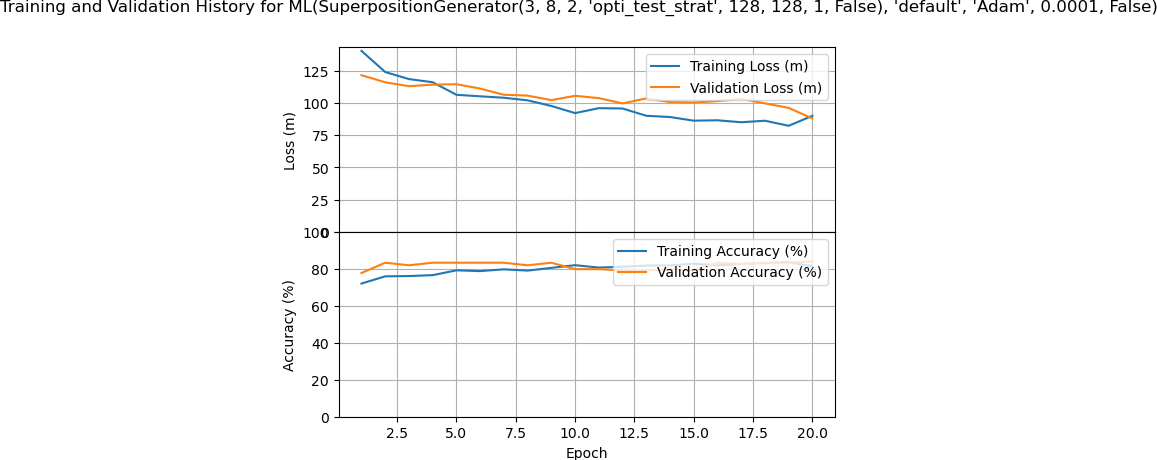 Training and Validation History for ML(SuperpositionGenerator(3, 8, 2, 'opti_test_strat', 128, 128, 1, False), 'default', 'Adam', 0.0001, False)
Training Loss (m)
Validation Loss (m)
125
100
75
50
25
0
Loss (m)
Training Accuracy (%)
Validation Accuracy (%)
100
80
60
40
20
0
Accuracy (%)
2.5 5.0 7.5 10.0 12.5 15.0 17.5 20.0
Epoch